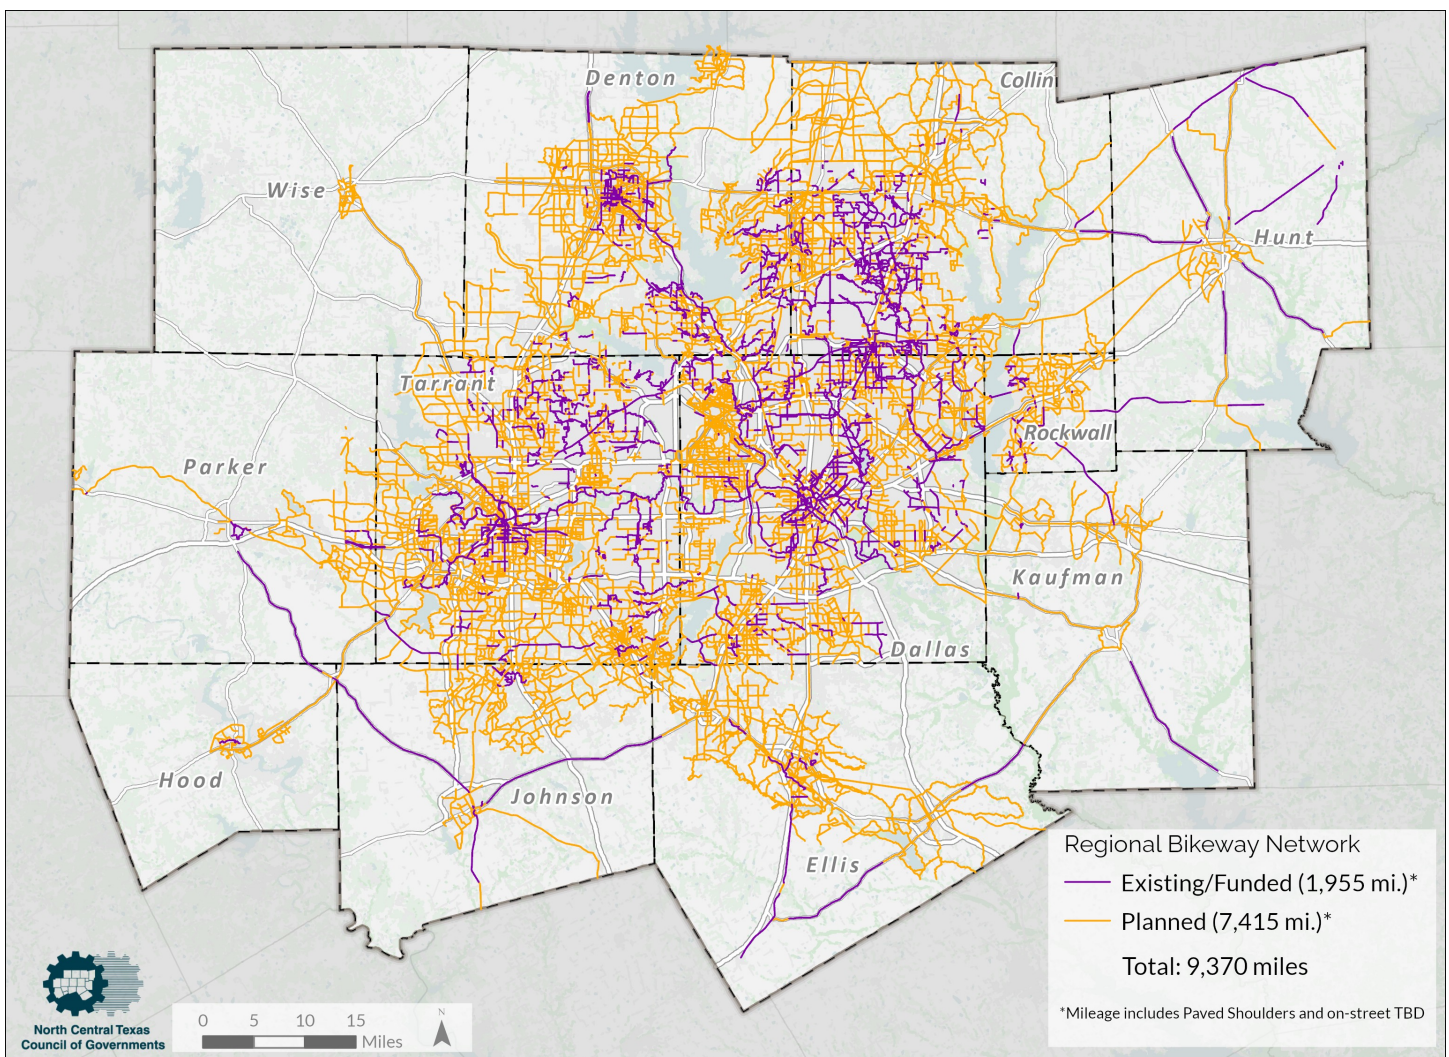 Denton
Collin
Wise
Hunt
Tarrant
Rockwall
Parker
Kaufman
Dallas
Hood
Johnson
Ellis
Regional Bikeway Network
Existing/Funded (1,955 mi.)*
Planned (7,415 mi.)*
Total: 9,370 miles
*Mileage includes Paved Shoulders and on-street TBD
North Central Texas
Council of Governments
0 5 10 15
Miles
N